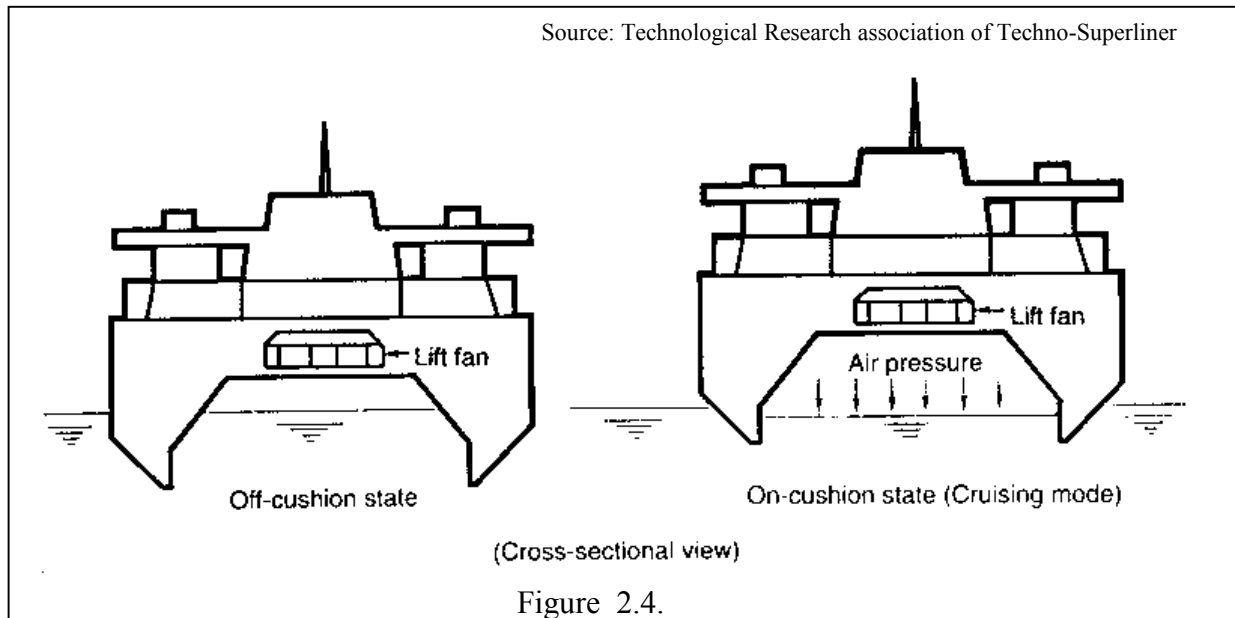 Source: Technological Research association of Techno-Superliner
Lift fan
Lift fan
Air pressure
Off-cushion state
On-cushion state (Cruising mode)
(Cross-sectional view)
Figure 2.4.